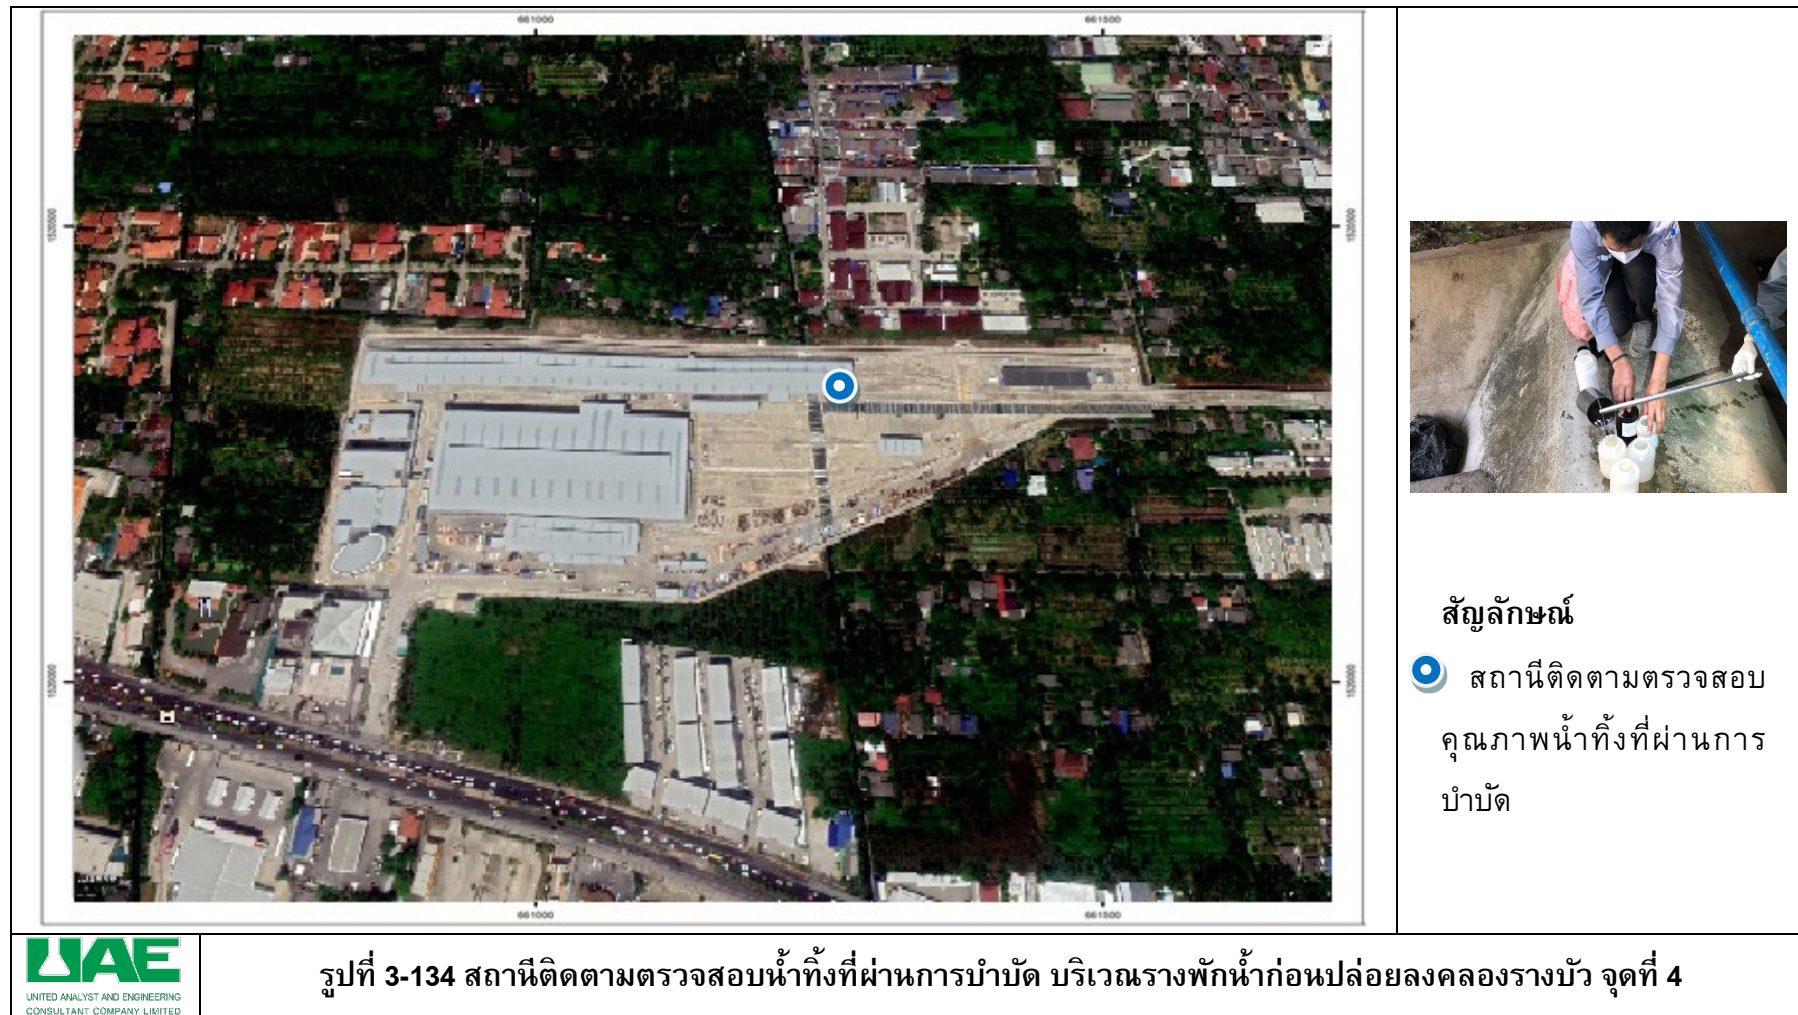 661000
661500
1520500
1520500
1520000
1520000
661000
661500
สัญลักษณ์
สถานีติดตามตรวจสอบ
คุณภาพน้ำทิ้งที่ผ่านการ
บำบัด
UAE
UNITED ANALYST AND ENGINEERING
CONSULTANT COMPANY LIMITED
รูปที่ 3-134 สถานีติดตามตรวจสอบน้ำทิ้งที่ผ่านการบำบัด บริเวณรางพักน้ำก่อนปล่อยลงคลองรางบัว จุดที่ 4